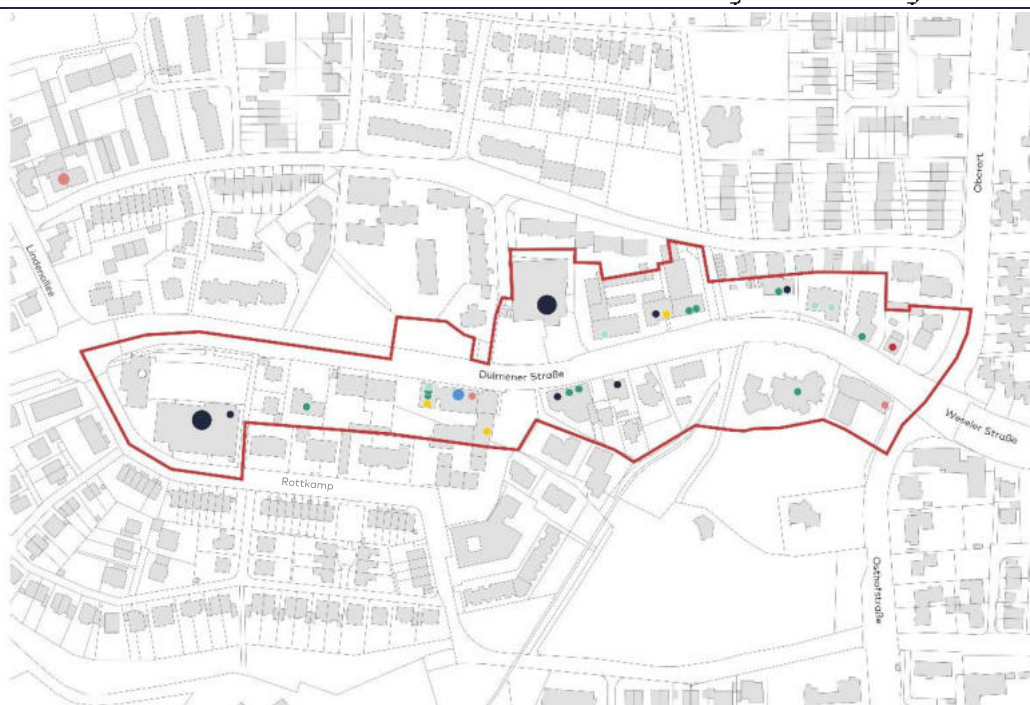 Oberort
Lindenallee
Dülmener Straße
Weseler Straße
Rottkamp
Osthofstraße